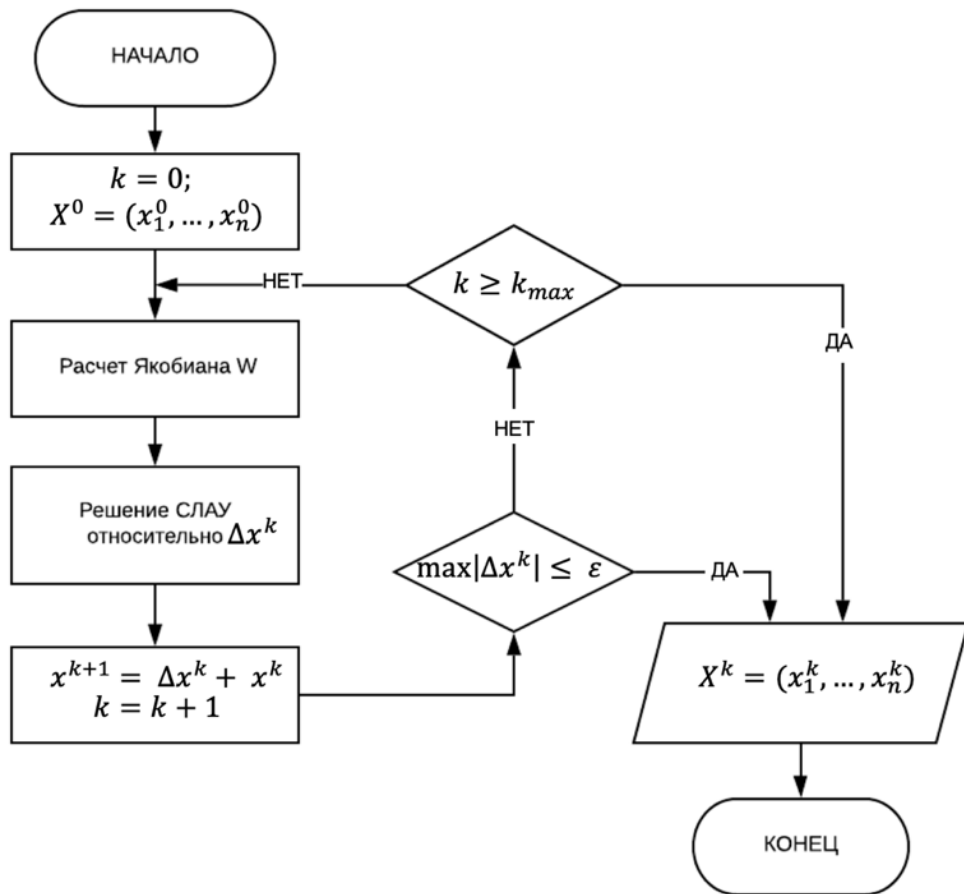 НАЧАЛО
k = 0;
X⁰ = (x₁⁰, ..., xₙ⁰)
НЕТ
k ≥ kₘₐₓ
ДА
Расчет Якобиана W
НЕТ
Решение СЛАУ
относительно Δxᵏ
max|Δxᵏ| ≤ ε
ДА
xᵏ⁺¹ = Δxᵏ + xᵏ
k = k + 1
Xᵏ = (x₁ᵏ, ..., xₙᵏ)
КОНЕЦ